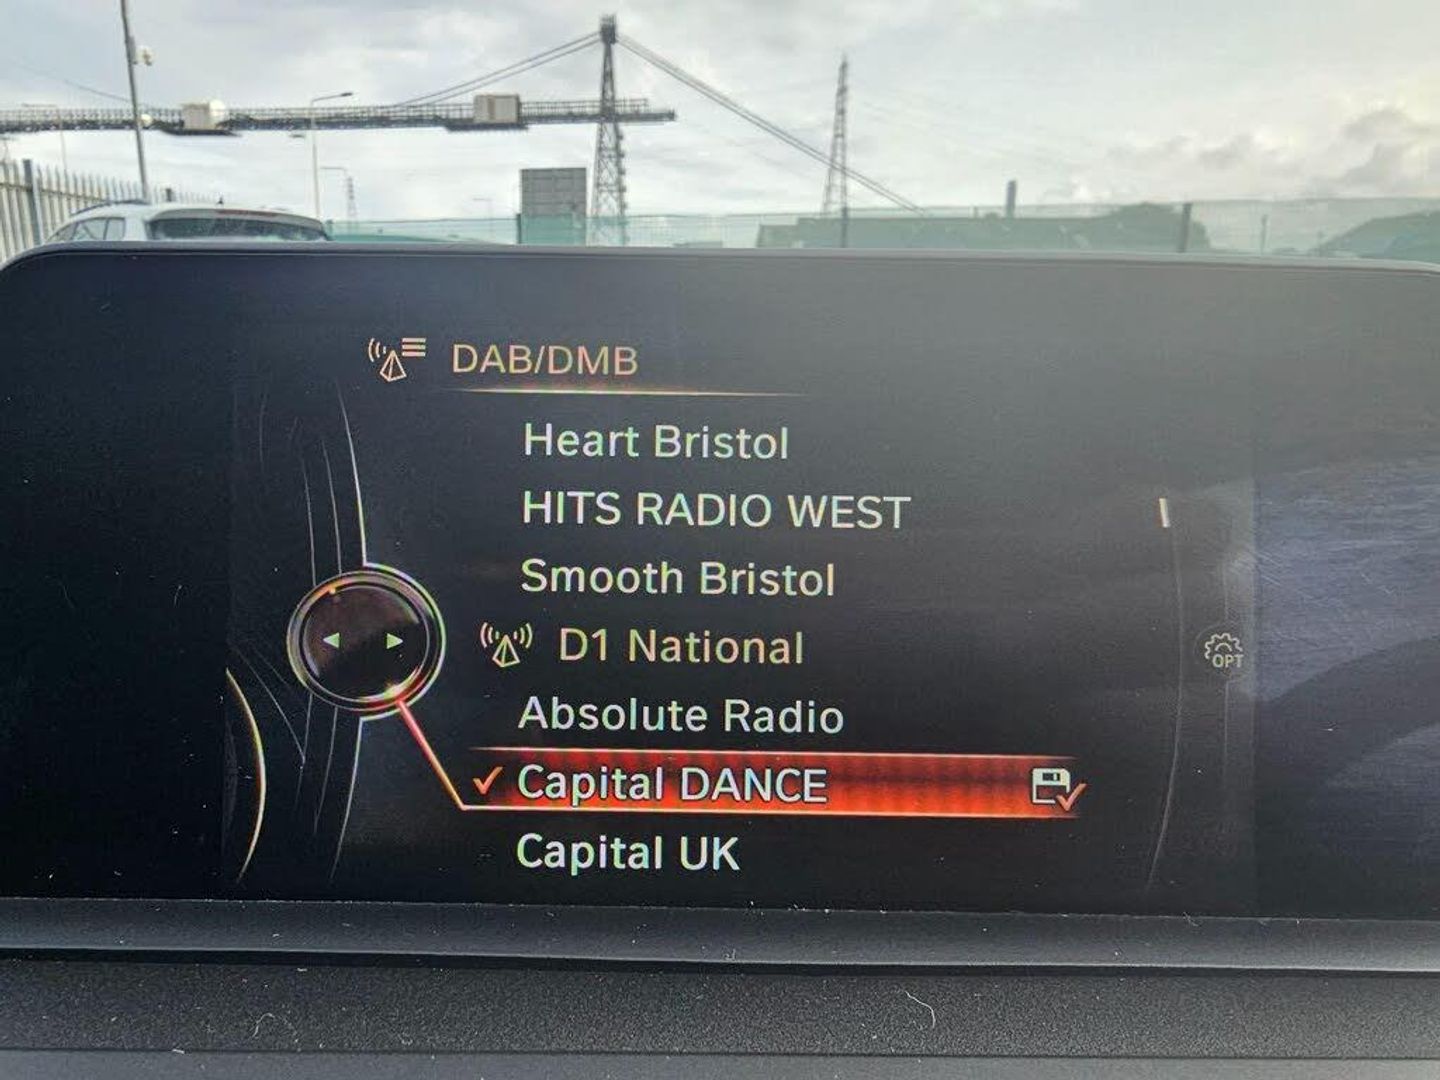 DAB/DMB
Heart Bristol
HITS RADIO WEST
Smooth Bristol
D1 National
OPT
Absolute Radio
Capital DANCE
Capital UK